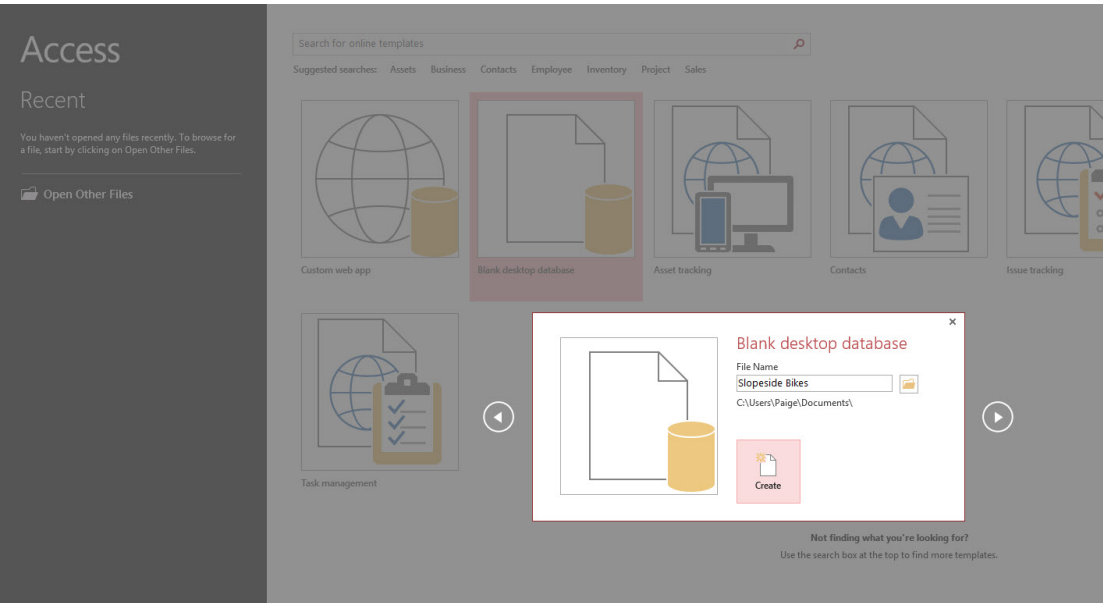 Access
Recent
You haven't opened any files recently. To browse for
a file, start by clicking on Open Other Files.
Open Other Files
Search for online templates
Suggested searches: Assets Business Contacts Employee Inventory Project Sales
Custom web app
Blank desktop database
Asset tracking
Contacts
Issue tracking
Task management
Blank desktop database
File Name
Slopeside Bikes
C:\Users\Paige\Documents\
Create
Not finding what you're looking for?
Use the search box at the top to find more templates.